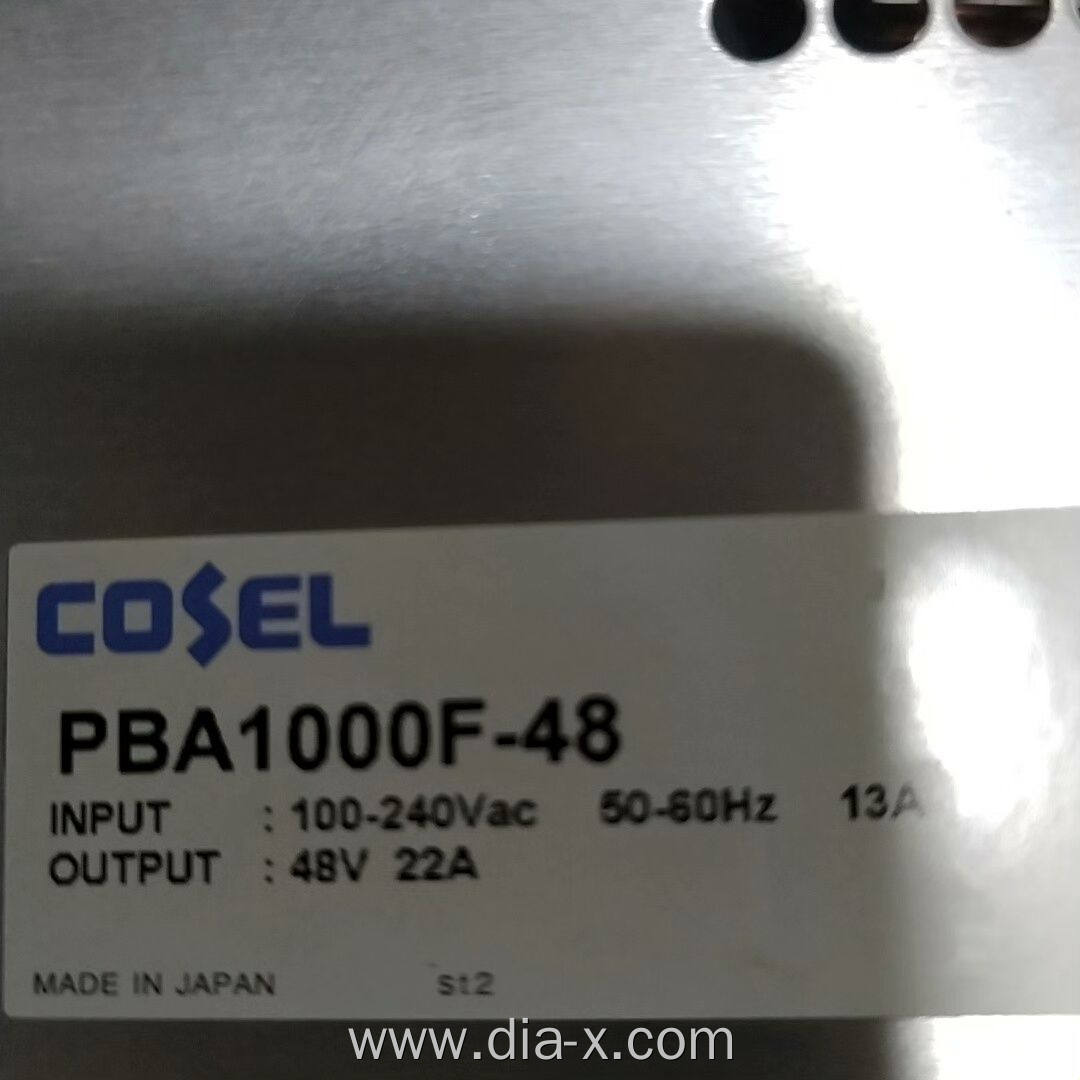 COSEL
PBA1000F-48
INPUT : 100-240Vac 50-60Hz 13A
OUTPUT : 48V 22A
MADE IN JAPAN st2
www.dia-x.com